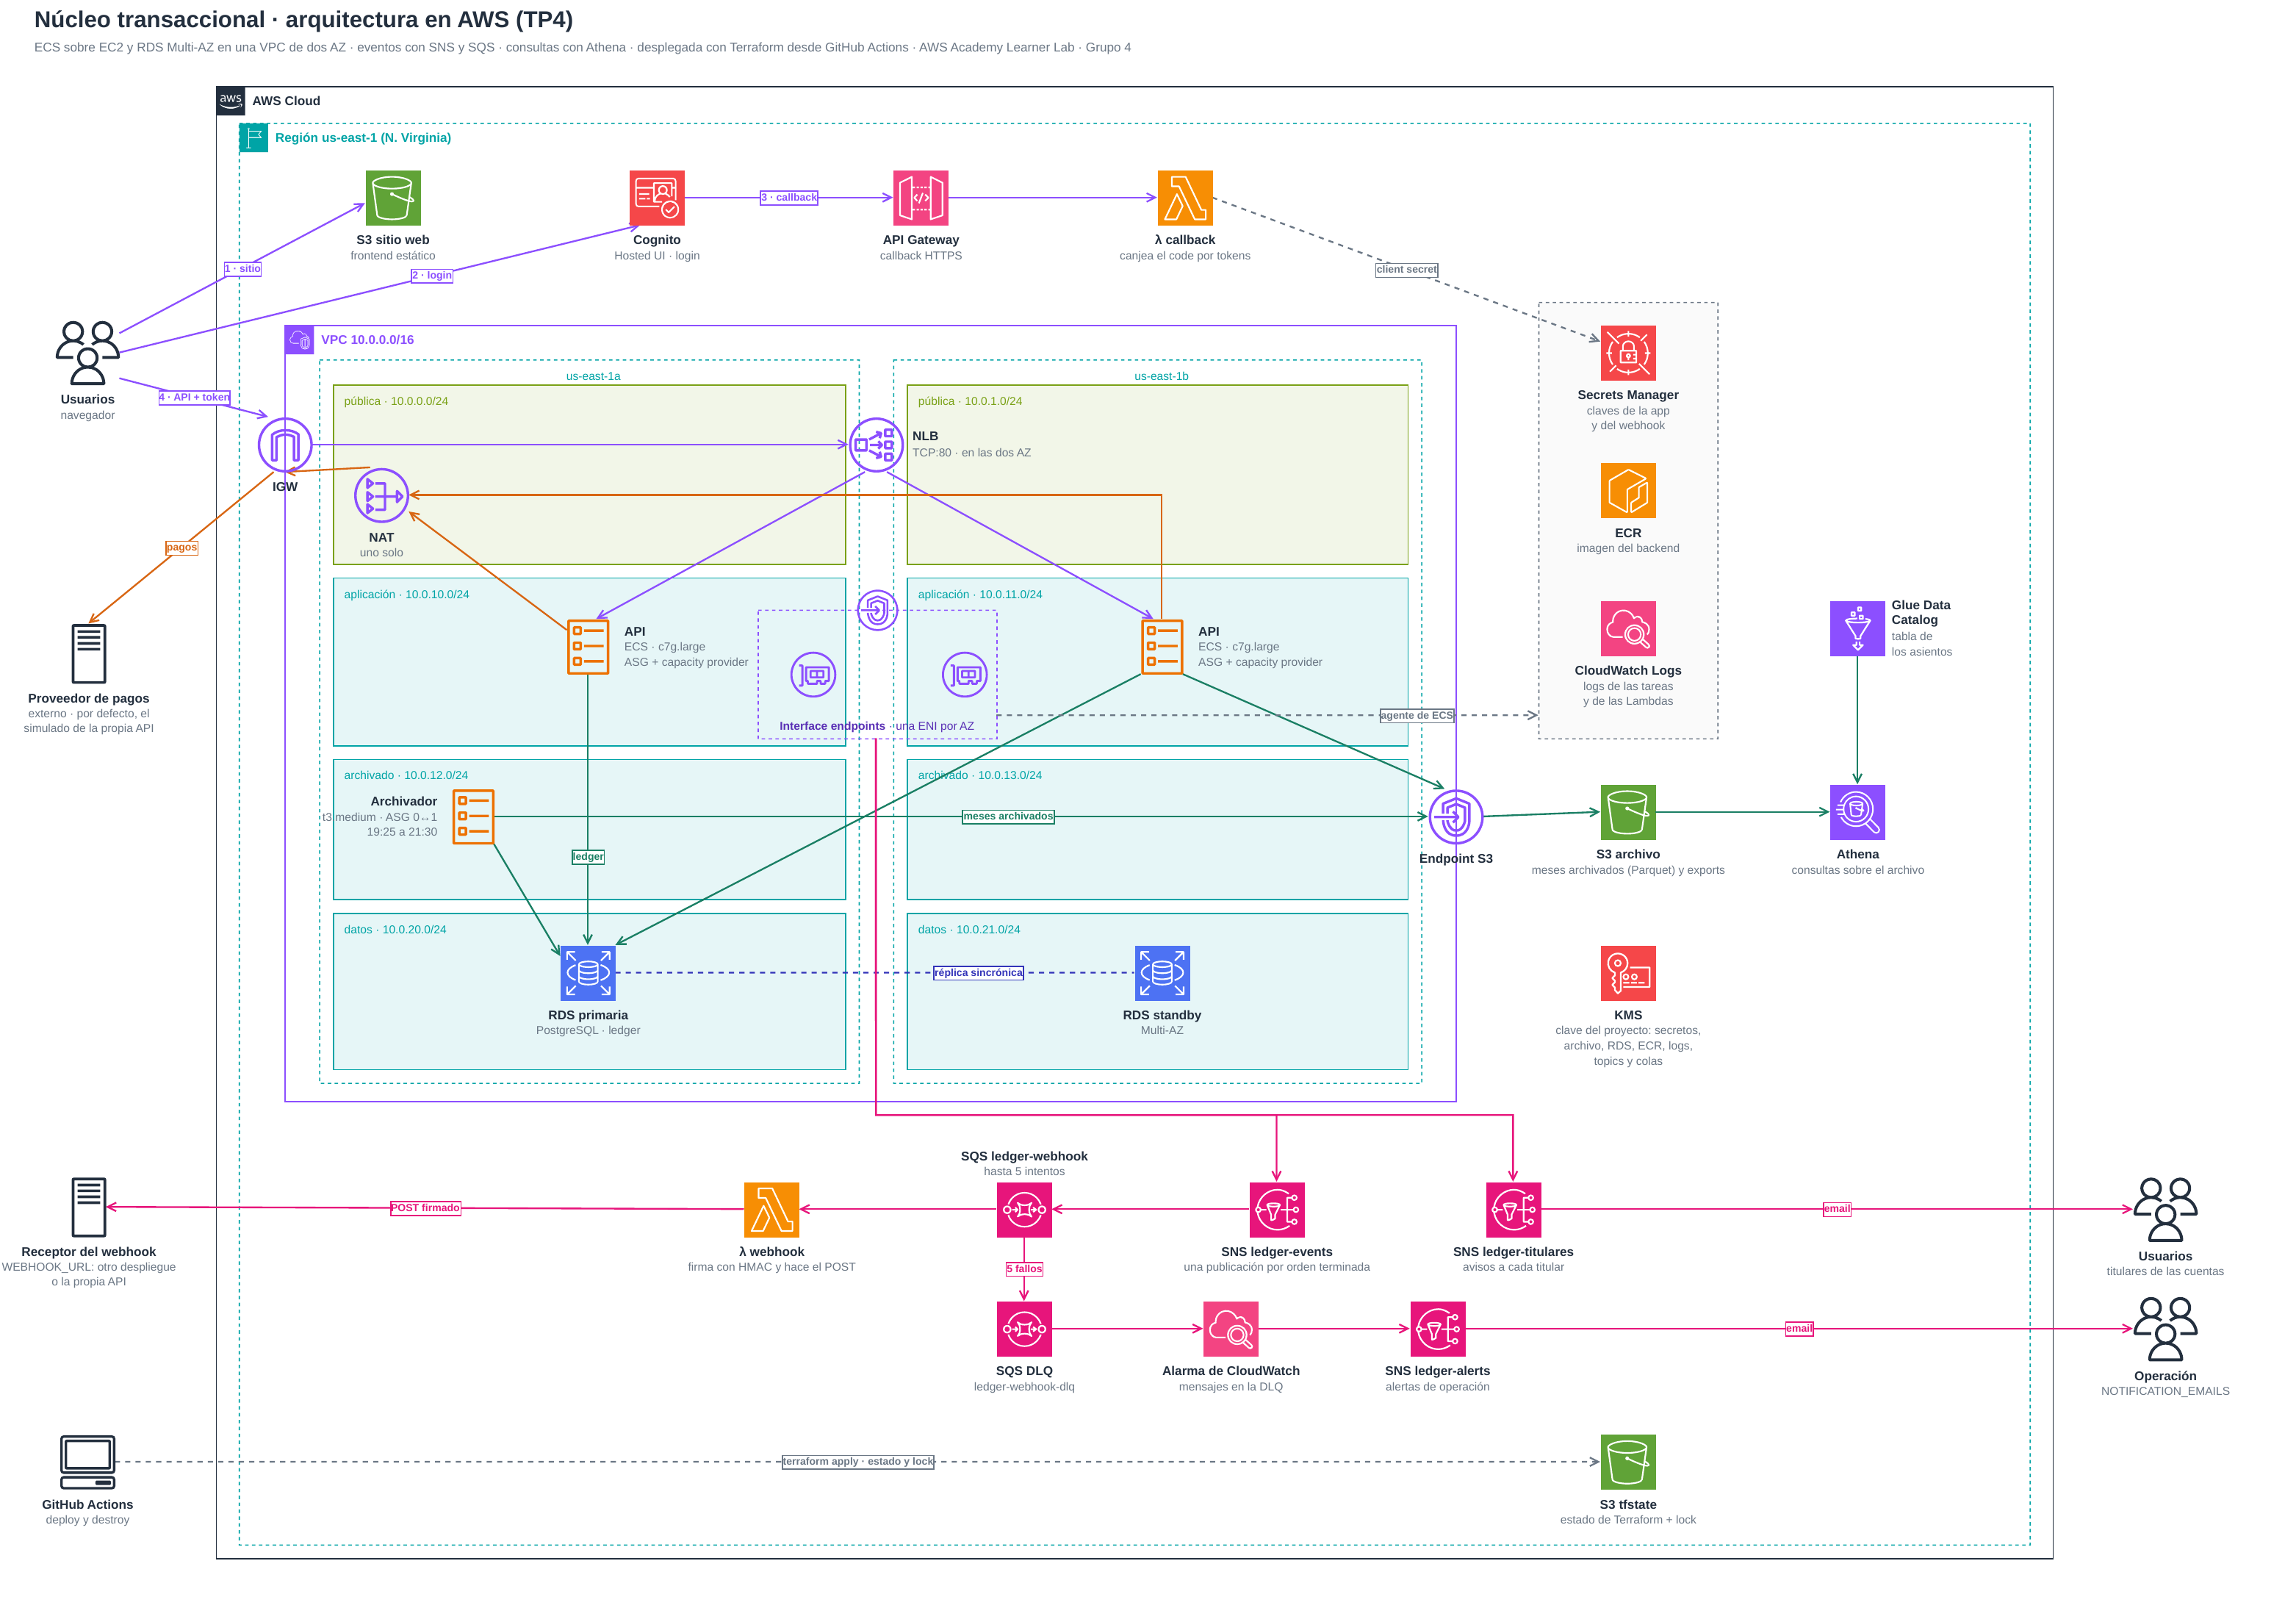 Núcleo transaccional · arquitectura en AWS (TP4)
ECS sobre EC2 y RDS Multi-AZ en una VPC de dos AZ · eventos con SNS y SQS · consultas con Athena · desplegada con Terraform desde GitHub Actions · AWS Academy Learner Lab · Grupo 4
aws
AWS Cloud
Región us-east-1 (N. Virginia)
S3 sitio web
frontend estático
Cognito
Hosted UI · login
3 · callback
API Gateway
callback HTTPS
λ callback
canjea el code por tokens
1 · sitio
2 · login
client secret
Usuarios
navegador
4 · API + token
VPC 10.0.0.0/16
us-east-1a
us-east-1b
pública · 10.0.0.0/24
pública · 10.0.1.0/24
IGW
NLB
TCP:80 · en las dos AZ
NAT
uno solo
pagos
Secrets Manager
claves de la app
y del webhook
ECR
imagen del backend
CloudWatch Logs
logs de las tareas
y de las Lambdas
Glue Data
Catalog
tabla de
los asientos
Proveedor de pagos
externo · por defecto, el
simulado de la propia API
aplicación · 10.0.10.0/24
aplicación · 10.0.11.0/24
API
ECS · c7g.large
ASG + capacity provider
API
ECS · c7g.large
ASG + capacity provider
Interface endpoints · una ENI por AZ
agente de ECS
archivado · 10.0.12.0/24
archivado · 10.0.13.0/24
Archivador
t3 medium · ASG 0↔1
19:25 a 21:30
meses archivados
ledger
Endpoint S3
S3 archivo
meses archivados (Parquet) y exports
Athena
consultas sobre el archivo
datos · 10.0.20.0/24
datos · 10.0.21.0/24
réplica sincrónica
RDS primaria
PostgreSQL · ledger
RDS standby
Multi-AZ
KMS
clave del proyecto: secretos,
archivo, RDS, ECR, logs,
topics y colas
SQS ledger-webhook
hasta 5 intentos
POST firmado
email
Receptor del webhook
WEBHOOK_URL: otro despliegue
o la propia API
λ webhook
firma con HMAC y hace el POST
5 fallos
SNS ledger-events
una publicación por orden terminada
SNS ledger-titulares
avisos a cada titular
Usuarios
titulares de las cuentas
email
SQS DLQ
ledger-webhook-dlq
Alarma de CloudWatch
mensajes en la DLQ
SNS ledger-alerts
alertas de operación
Operación
NOTIFICATION_EMAILS
terraform apply · estado y lock
GitHub Actions
deploy y destroy
S3 tfstate
estado de Terraform + lock